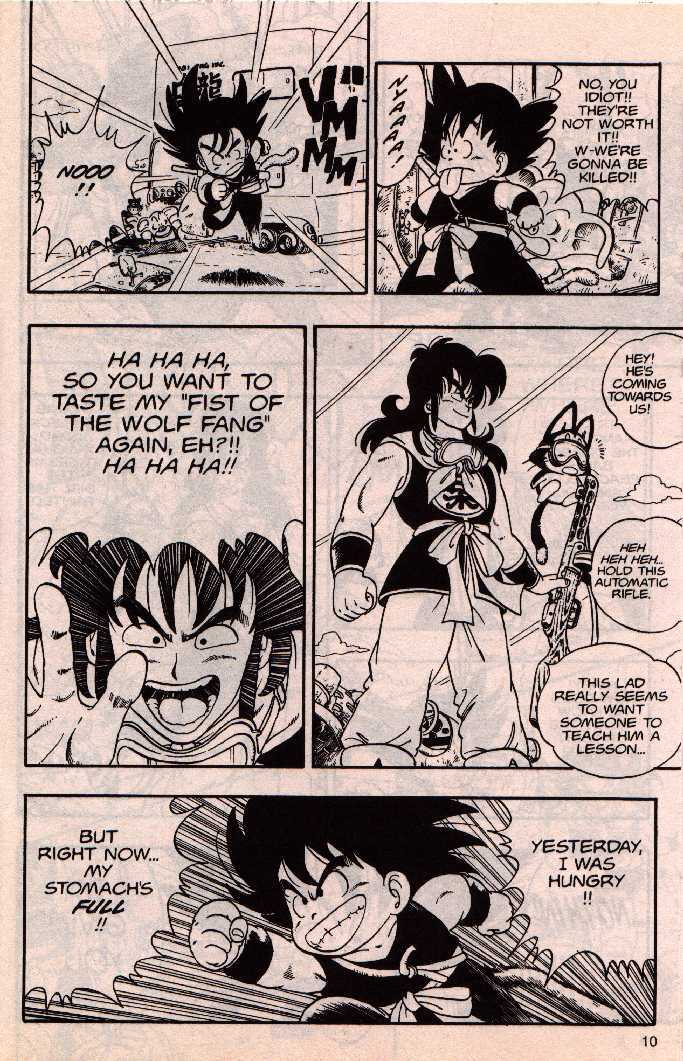 NO, YOU
IDIOT!!
THEY'RE
NOT WORTH
IT!!
W-WE'RE
GONNA BE
KILLED!!
NYAAAA!
VMMMM
龍
NOOO
!!
HEY!
HE'S
COMING
TOWARDS
US!
HEH
HEH HEH...
HOLD THIS
AUTOMATIC
RIFLE.
THIS LAD
REALLY SEEMS
TO WANT
SOMEONE TO
TEACH HIM A
LESSON...
HA HA HA,
SO YOU WANT TO
TASTE MY "FIST OF
THE WOLF FANG"
AGAIN, EH?!!
HA HA HA!!
YESTERDAY,
I WAS
HUNGRY
!!
BUT
RIGHT NOW...
MY
STOMACH'S
FULL
!!
10